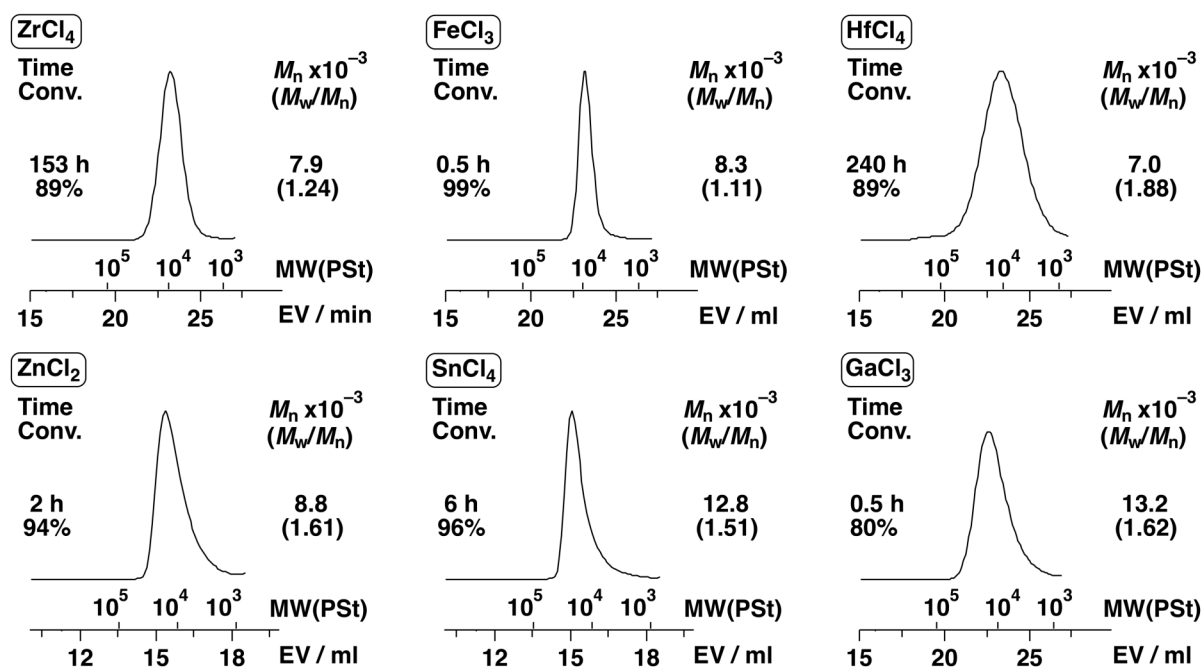 ZrCl₄
Time
Conv.
Mₙ x10⁻³
(M_w/Mₙ)
153 h
89%
7.9
(1.24)
10⁵ 10⁴ 10³ MW(PSt)
15 20 25 EV / min
FeCl₃
Time
Conv.
Mₙ x10⁻³
(M_w/Mₙ)
0.5 h
99%
8.3
(1.11)
10⁵ 10⁴ 10³ MW(PSt)
15 20 25 EV / ml
HfCl₄
Time
Conv.
Mₙ x10⁻³
(M_w/Mₙ)
240 h
89%
7.0
(1.88)
10⁵ 10⁴ 10³ MW(PSt)
15 20 25 EV / ml
ZnCl₂
Time
Conv.
Mₙ x10⁻³
(M_w/Mₙ)
2 h
94%
8.8
(1.61)
10⁵ 10⁴ 10³ MW(PSt)
12 15 18 EV / ml
SnCl₄
Time
Conv.
Mₙ x10⁻³
(M_w/Mₙ)
6 h
96%
12.8
(1.51)
10⁵ 10⁴ 10³ MW(PSt)
12 15 18 EV / ml
GaCl₃
Time
Conv.
Mₙ x10⁻³
(M_w/Mₙ)
0.5 h
80%
13.2
(1.62)
10⁵ 10⁴ 10³ MW(PSt)
15 20 25 EV / ml